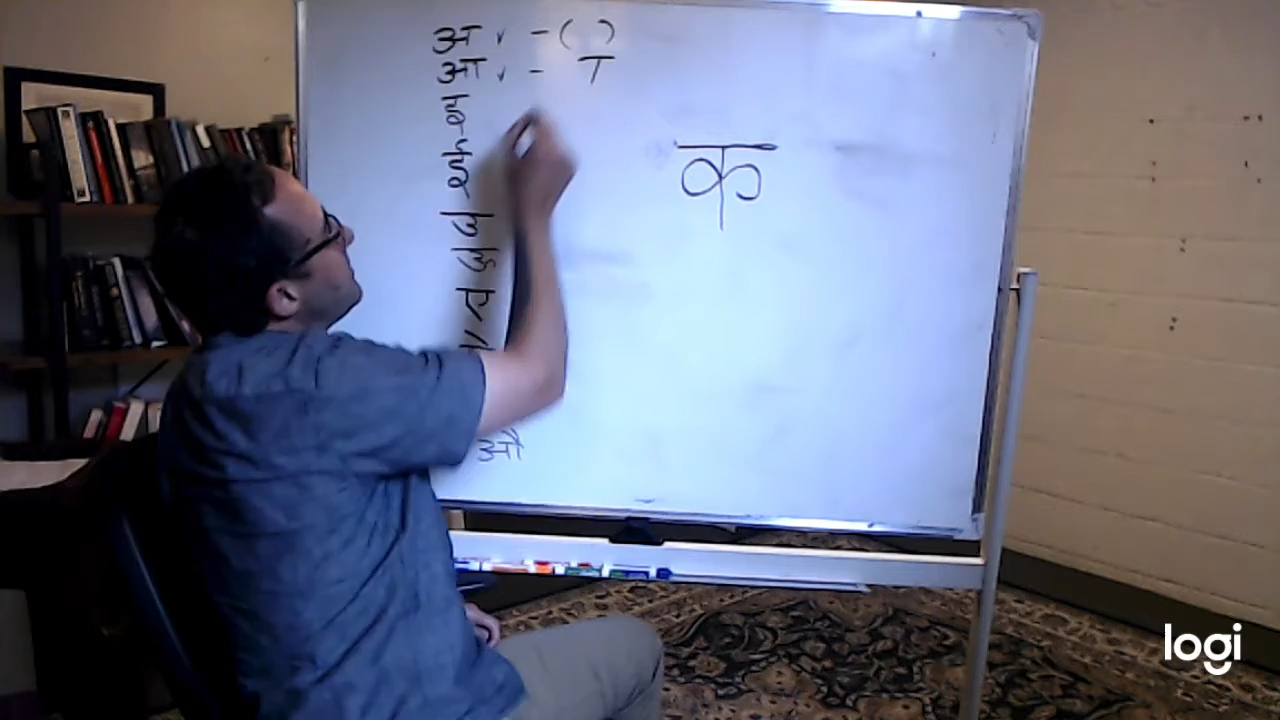 अ ✓ - ( )
आ ✓ - ा
इ
ई
उ
ऊ
ए
औ
क
logi